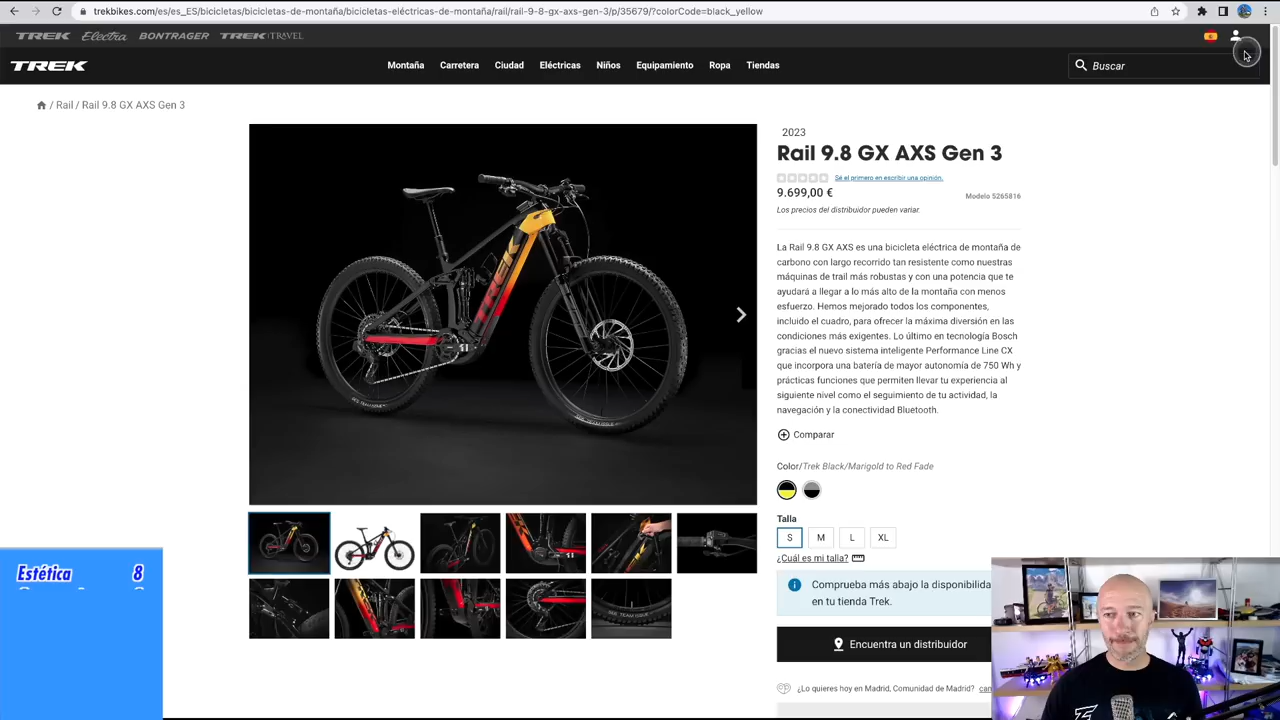 trekbikes.com/es/es_ES/bicicletas/bicicletas-de-montaña/bicicletas-eléctricas-de-montaña/rail/rail-9-8-gx-axs-gen-3/p/35679/?colorCode=black_yellow
TREK Electra BONTRAGER TREK TRAVEL
TREK Montaña Carretera Ciudad Eléctricas Niños Equipamiento Ropa Tiendas Buscar
/ Rail / Rail 9.8 GX AXS Gen 3
2023
Rail 9.8 GX AXS Gen 3
Sé el primero en escribir una opinión.
9.699,00 €
Modelo 5265816
Los precios del distribuidor pueden variar.
La Rail 9.8 GX AXS es una bicicleta eléctrica de montaña de
carbono con largo recorrido tan resistente como nuestras
máquinas de trail más robustas y con una potencia que te
ayudará a llegar a lo más alto de la montaña con menos
esfuerzo. Hemos mejorado todos los componentes,
incluido el cuadro, para ofrecer la máxima diversión en las
condiciones más exigentes. Lo último en tecnología Bosch
gracias el nuevo sistema inteligente Performance Line CX
que incorpora una batería de mayor autonomía de 750 Wh y
prácticas funciones que permiten llevar tu experiencia al
siguiente nivel como el seguimiento de tu actividad, la
navegación y la conectividad Bluetooth.
Comparar
Color/Trek Black/Marigold to Red Fade
Talla
S M L XL
¿Cuál es mi talla?
Comprueba más abajo la disponibilida
en tu tienda Trek.
Encuentra un distribuidor
¿Lo quieres hoy en Madrid, Comunidad de Madrid? can
TREK
Estética 8